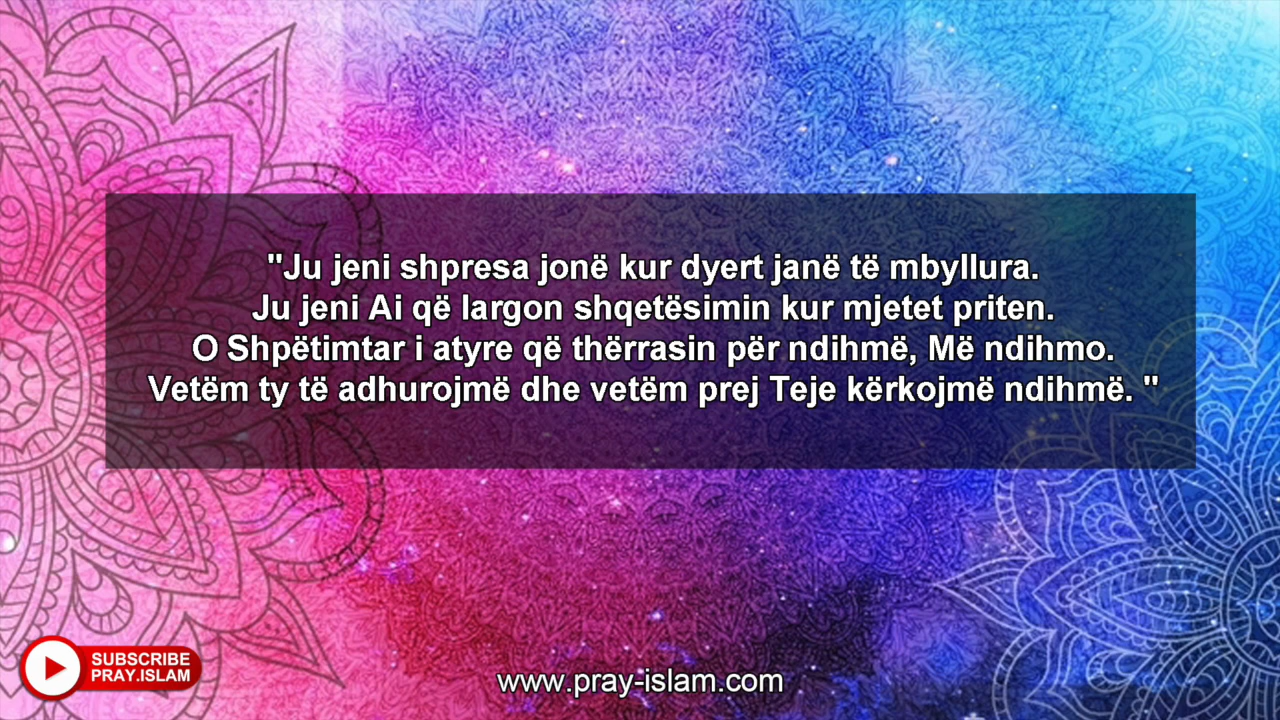 "Ju jeni shpresa jonë kur dyert janë të mbyllura.
Ju jeni Ai që largon shqetësimin kur mjetet priten.
O Shpëtimtar i atyre që thërrasin për ndihmë, Më ndihmo.
Vetëm ty të adhurojmë dhe vetëm prej Teje kërkojmë ndihmë. "
SUBSCRIBE
PRAY.ISLAM
www.pray-islam.com